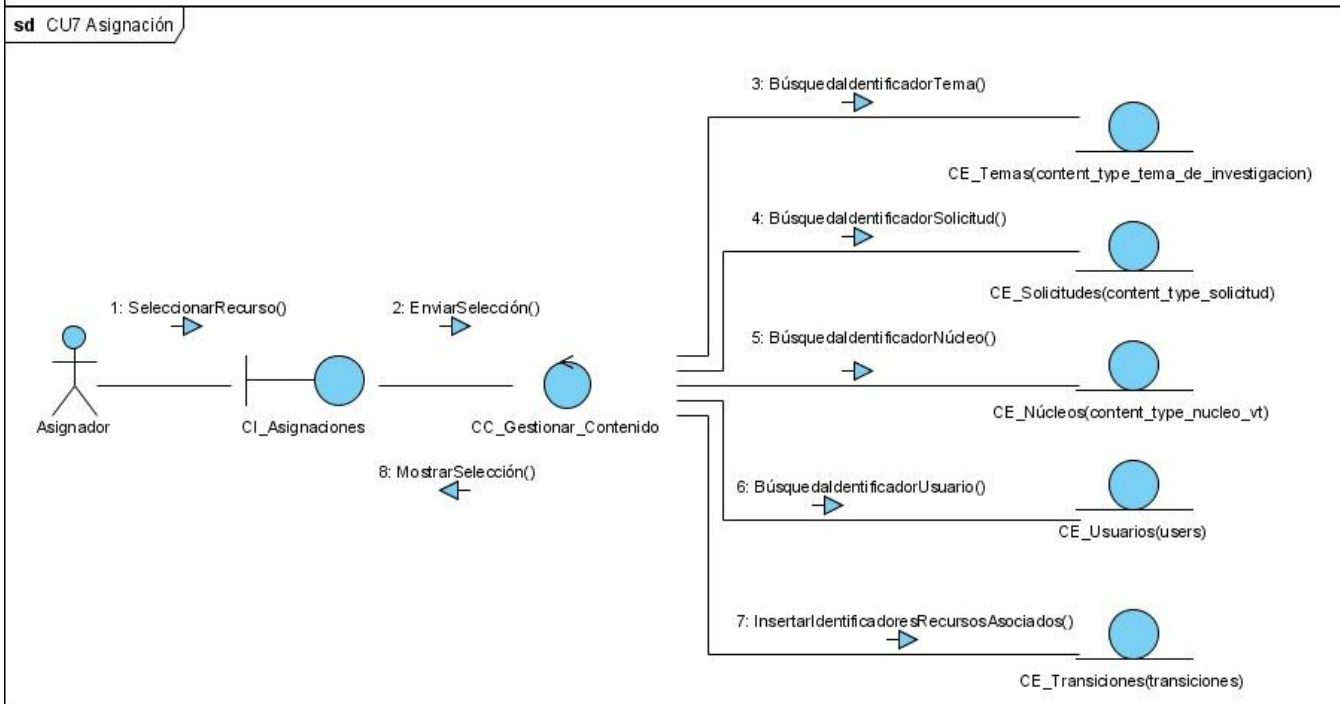 sd CU7 Asignación
3: BúsquedaIdentificadorTema()
CE_Temas(content_type_tema_de_investigacion)
4: BúsquedaIdentificadorSolicitud()
CE_Solicitudes(content_type_solicitud)
1: SeleccionarRecurso()
2: EnviarSelección()
5: BúsquedaIdentificadorNúcleo()
Asignador
CI_Asignaciones
CC_Gestionar_Contenido
CE_Núcleos(content_type_nucleo_vt)
8: MostrarSelección()
6: BúsquedaIdentificadorUsuario()
CE_Usuarios(users)
7: InsertarIdentificadoresRecursosAsociados()
CE_Transiciones(transiciones)